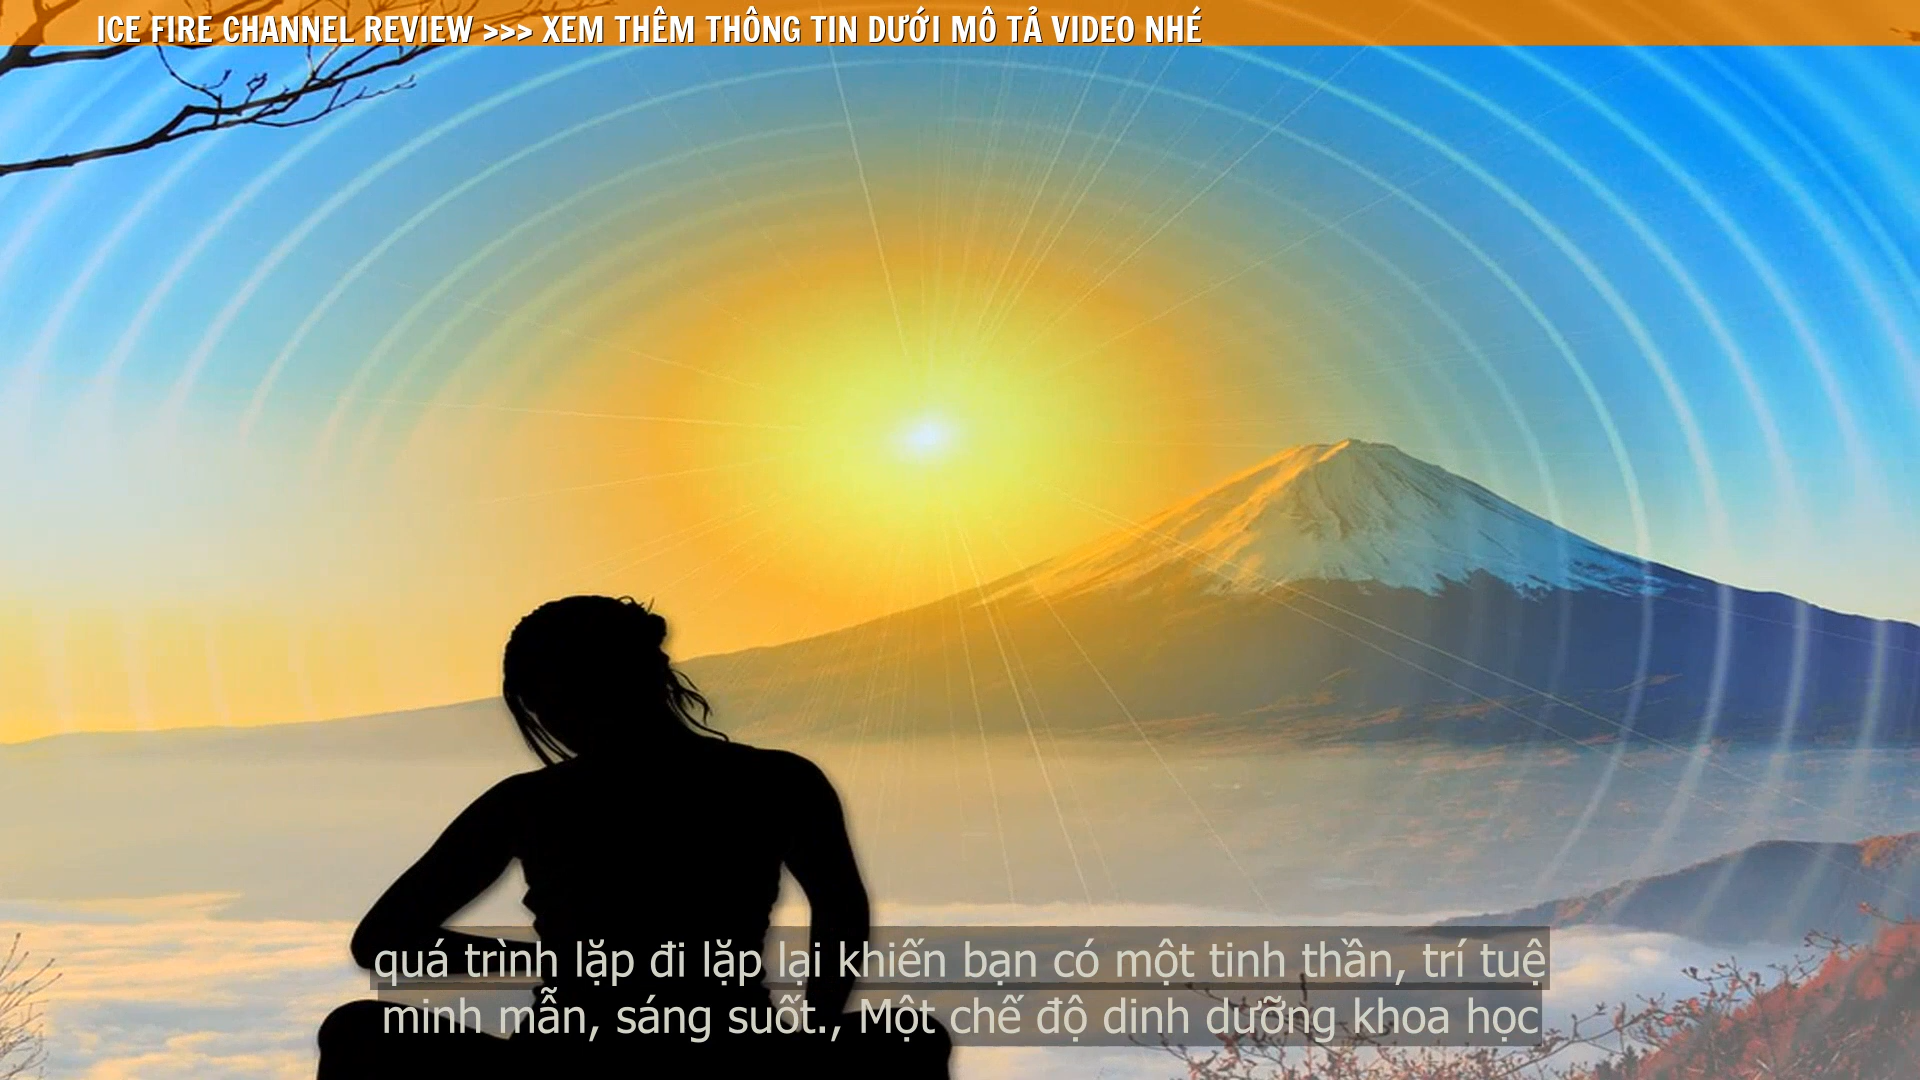 ICE FIRE CHANNEL REVIEW >>> XEM THÊM THÔNG TIN DƯỚI MÔ TẢ VIDEO NHÉ
quá trình lặp đi lặp lại khiến bạn có một tinh thần, trí tuệ
minh mẫn, sáng suốt., Một chế độ dinh dưỡng khoa học